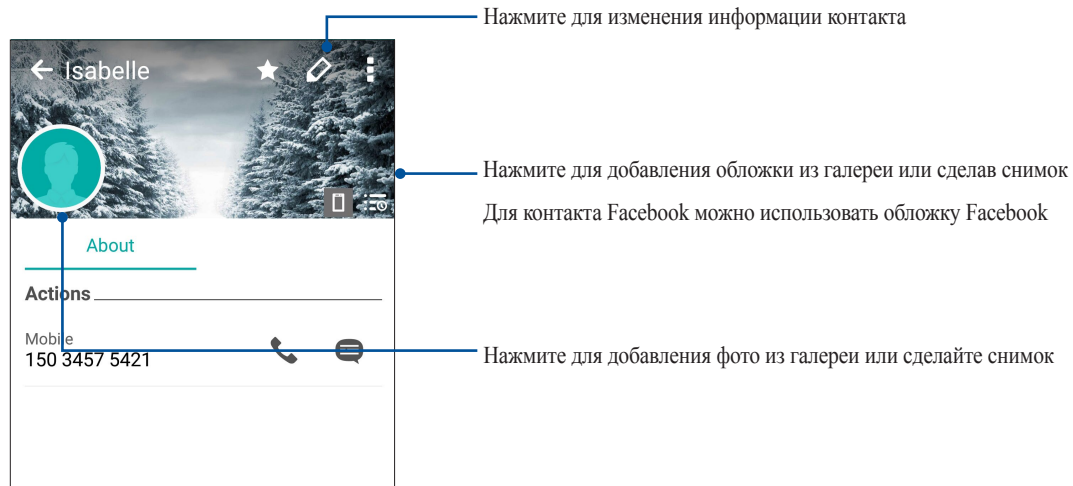 Нажмите для изменения информации контакта
Isabelle
Нажмите для добавления обложки из галереи или сделав снимок
Для контакта Facebook можно использовать обложку Facebook
About
Actions
Mobile
150 3457 5421
Нажмите для добавления фото из галереи или сделайте снимок